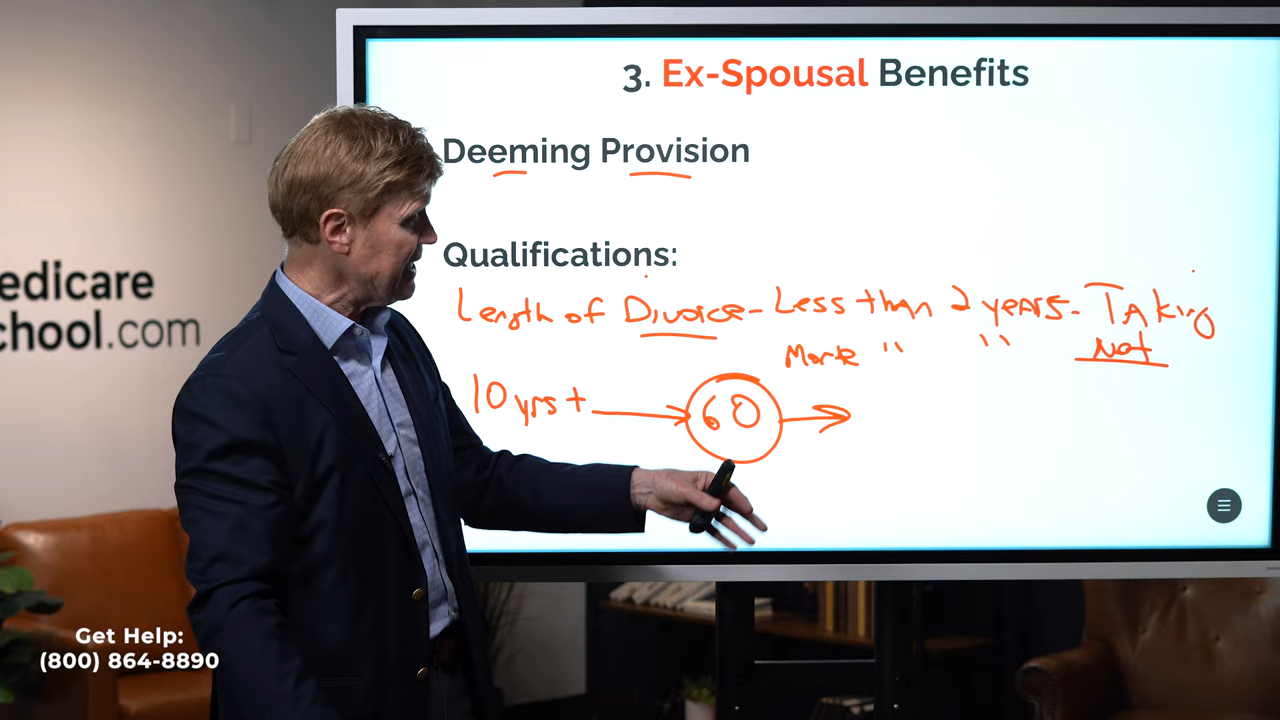 3. Ex-Spousal Benefits
Deeming Provision
Qualifications:
Length of Divorce - Less than 2 years - Taking
More " " Not
10 yrs + 60
edicare
chool.com
Get Help:
(800) 864-8890